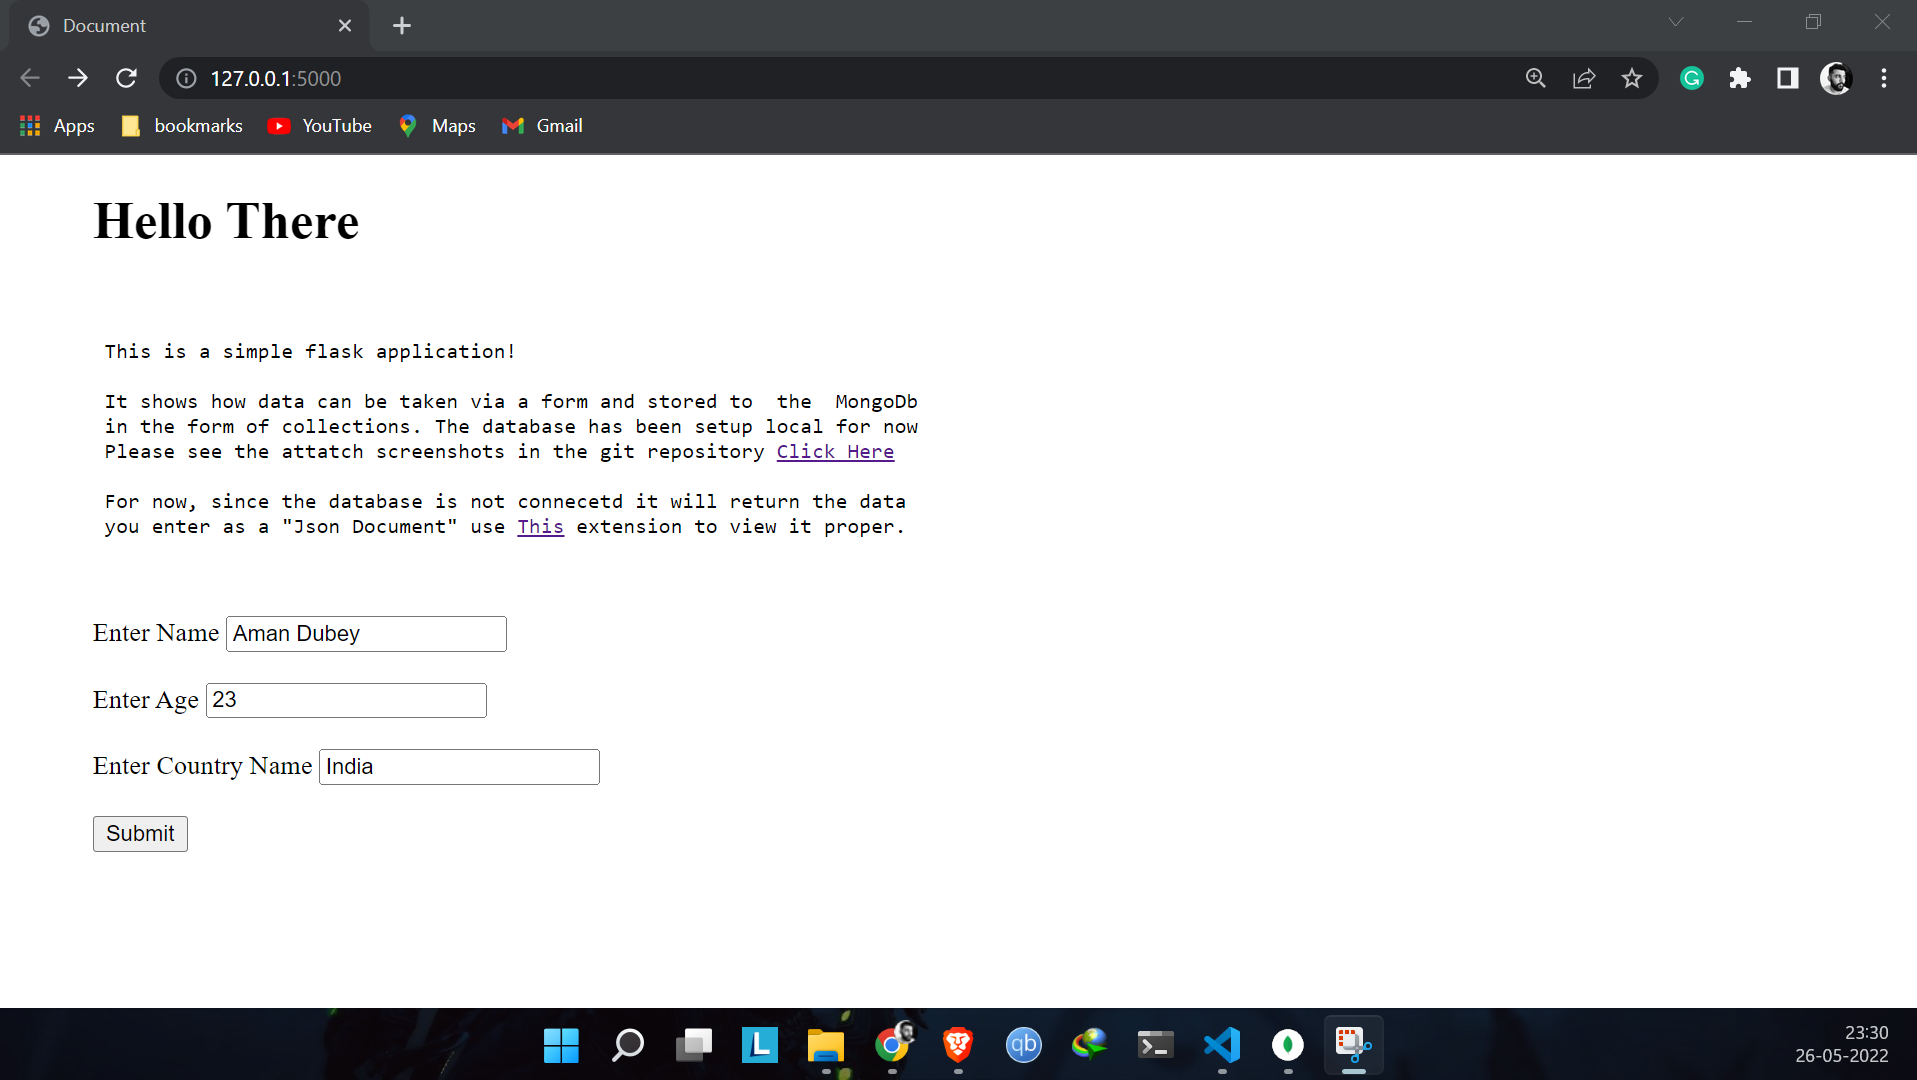 Document
127.0.0.1:5000
Apps bookmarks YouTube Maps Gmail
Hello There
This is a simple flask application!
It shows how data can be taken via a form and stored to  the  MongoDb
in the form of collections. The database has been setup local for now
Please see the attatch screenshots in the git repository Click Here
For now, since the database is not connecetd it will return the data
you enter as a "Json Document" use This extension to view it proper.
Enter Name Aman Dubey
Enter Age 23
Enter Country Name India
Submit
L qb
23:30
26-05-2022